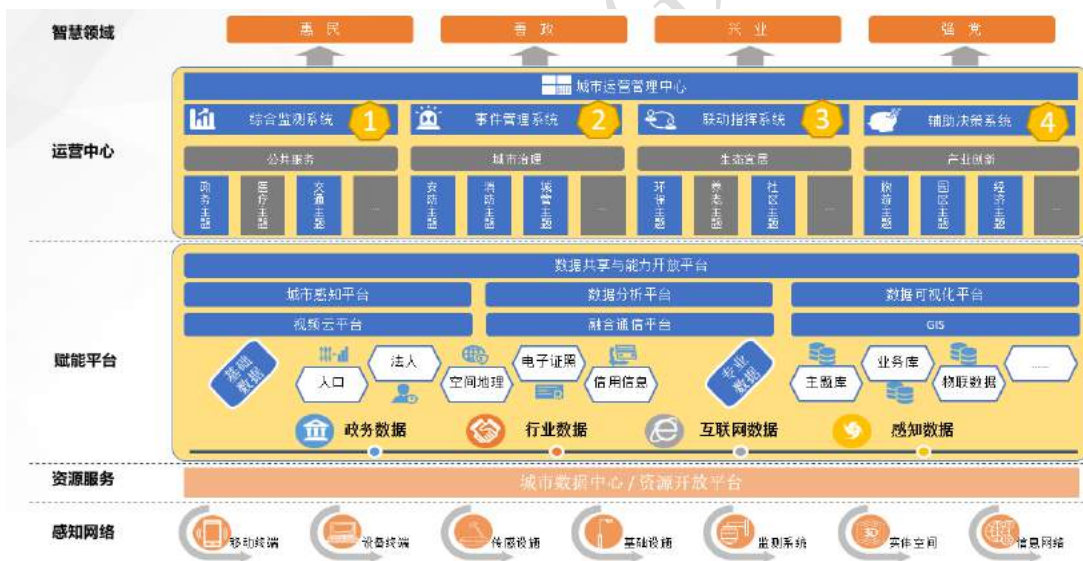 智慧领域
惠民
善政
兴业
强党
城市运营管理中心
综合监测系统
1
事件管理系统
2
联动指挥系统
3
辅助决策系统
4
运营中心
公共服务
城市治理
生态宜居
产业创新
政务主题
医疗主题
交通主题
...
安防主题
消防主题
城管主题
...
环保主题
养老主题
社区主题
...
旅游主题
园区主题
经济主题
...
数据共享与能力开放平台
城市感知平台
数据分析平台
数据可视化平台
视频云平台
融合通信平台
GIS
赋能平台
基础数据
人口
法人
空间地理
电子证照
信用信息
专业数据
主题库
业务库
物联数据
......
政务数据
行业数据
互联网数据
感知数据
资源服务
城市数据中心 / 资源开放平台
感知网络
移动终端
设备终端
传感设施
基础设施
监测系统
3D
实体空间
信息网络